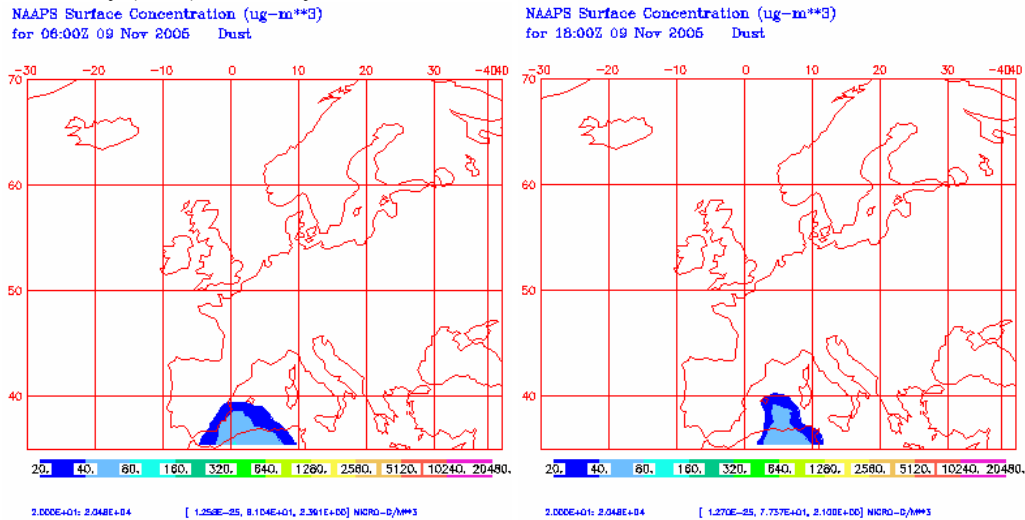 NAAPS Surface Concentration (ug-m**3)
for 06:00Z 09 Nov 2005 Dust
-30 -20 -10 0 10 20 30 -4040
70
60
50
40
20. 40. 60. 160. 320. 640. 1260. 2560. 5120. 10240. 20480.
2.000E+01: 2.048E+04 [ 1.258E-25, 8.104E+01, 2.391E+00] MICRO-G/M**3
NAAPS Surface Concentration (ug-m**3)
for 18:00Z 09 Nov 2005 Dust
-30 -20 -10 0 10 20 30 -4040
70
60
50
40
20. 40. 60. 160. 320. 640. 1260. 2560. 5120. 10240. 20480.
2.000E+01: 2.048E+04 [ 1.270E-25, 7.737E+01, 2.100E+00] MICRO-G/M**3